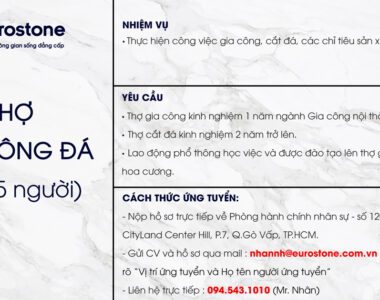 rostone
ông gian sống đẳng cấp
HỢ
ÔNG ĐÁ
5 người)
NHIỆM VỤ
- Thực hiện công việc gia công, cắt đá, các chỉ tiêu sản x
YÊU CẦU
- Thợ gia công kinh nghiệm 1 năm ngành Gia công nội th
- Thợ cắt đá kinh nghiệm 2 năm trở lên.
- Lao động phổ thông học việc và được đào tạo lên thợ g
hoa cương.
CÁCH THỨC ỨNG TUYỂN:
- Nộp hồ sơ trực tiếp về Phòng hành chính nhân sự - số 12
CityLand Center Hill, P.7, Q.Gò Vấp, TP.HCM.
- Gửi CV và hồ sơ qua mail : nhannh@eurostone.com.vn
rõ "Vị trí ứng tuyển và Họ tên người ứng tuyển"
- Liên hệ trực tiếp : 094.543.1010 (Mr. Nhân)